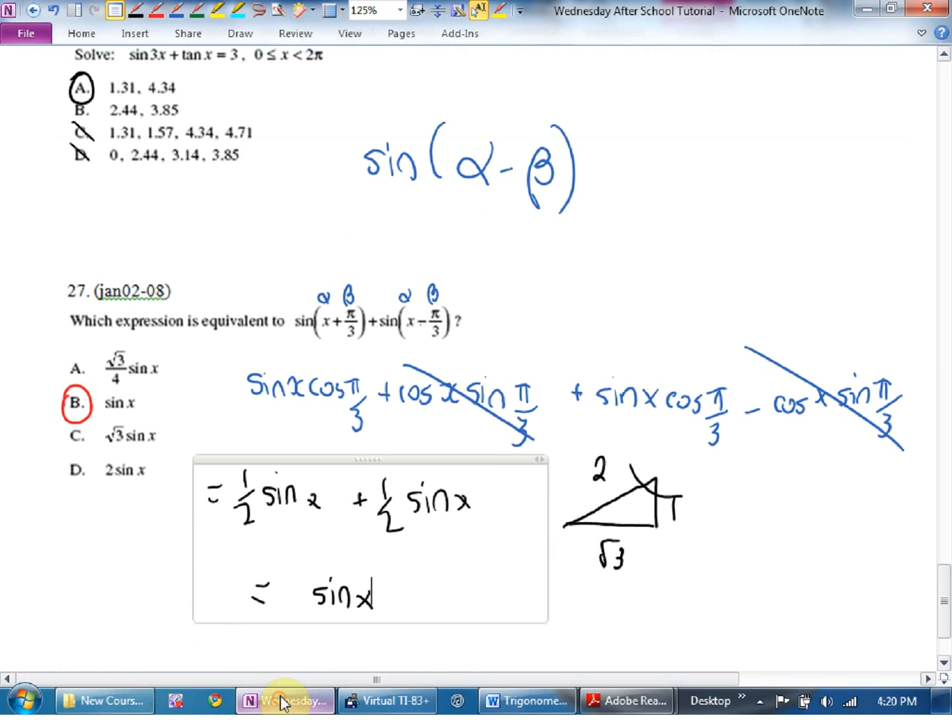 125%
Wednesday After School Tutorial - Microsoft OneNote
File Home Insert Share Draw Review View Pages Add-Ins
Solve: sin3x + tan x = 3, 0 ≤ x < 2π
A. 1.31, 4.34
B. 2.44, 3.85
C. 1.31, 1.57, 4.34, 4.71
D. 0, 2.44, 3.14, 3.85
sin(α - β)
27. (jan02-08)
α β α β
Which expression is equivalent to sin(x + π/3) + sin(x − π/3) ?
A. √3/4 sin x
B. sin x
C. √3 sin x
D. 2 sin x
sinx cos π/3 + cos x sin π/3 + sin x cos π/3 - cos x sin π/3
= 1/2 sin x + 1/2 sin x
= sinx
2
1
√3
New Cour... Wednesday... Virtual TI-83+ Trigonome... Adobe Rea... Desktop 4:20 PM